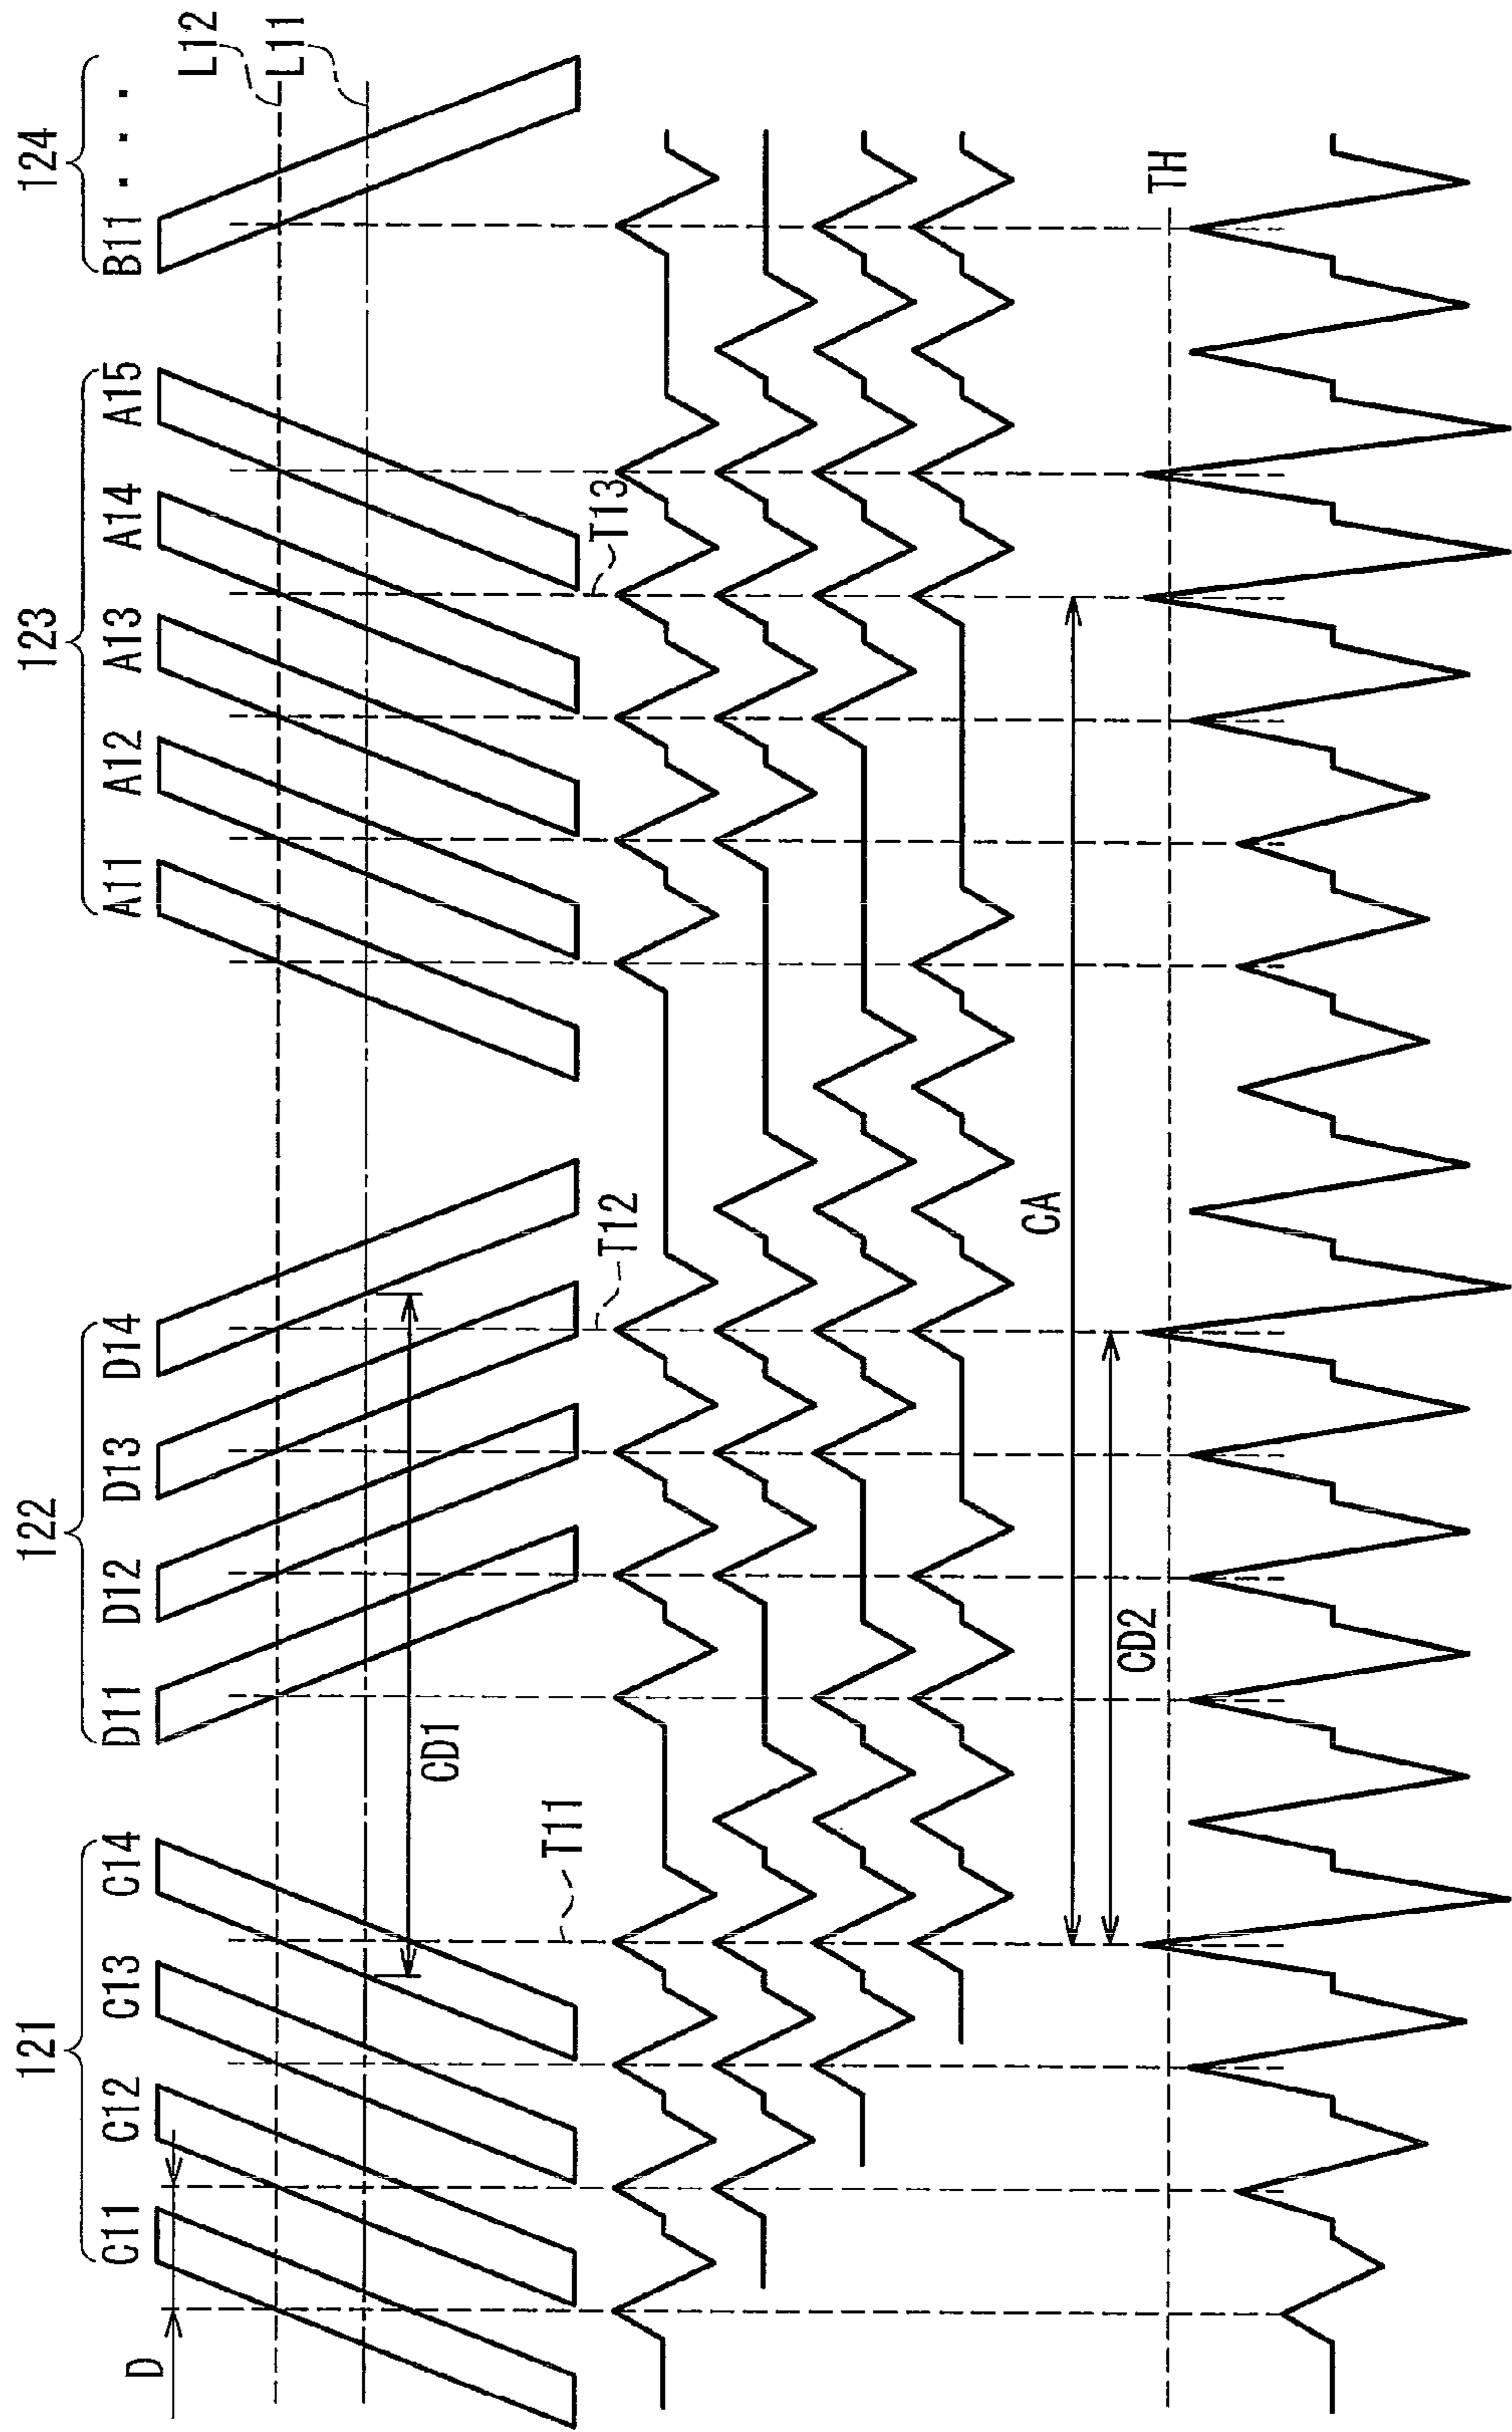 121
122
123
124
C11 C12 C13 C14
D11 D12 D13 D14
A11 A12 A13 A14 A15
B11 . . .
L12
L11
D
CD1
T11
T12
T13
CA
CD2
TH